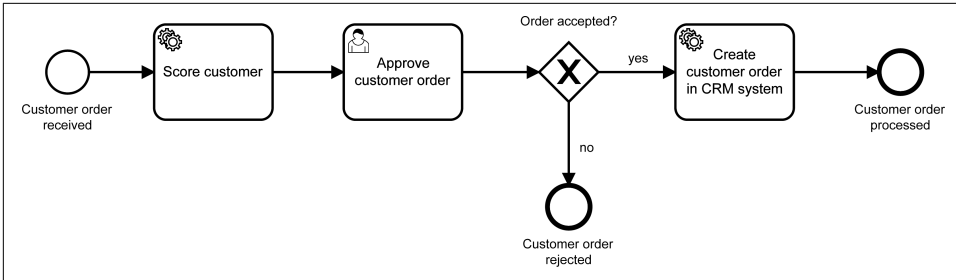 Order accepted?
Customer order
received
Score customer
Approve
customer order
yes
Create
customer order
in CRM system
Customer order
processed
no
Customer order
rejected